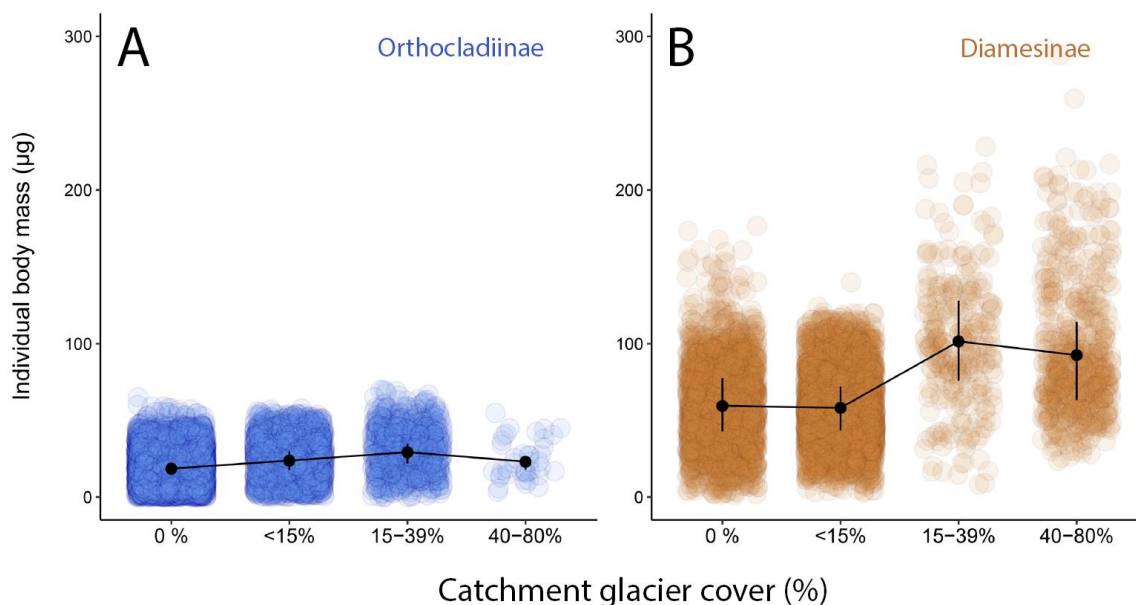 A
Orthocladiinae
B
Diamesinae
Individual body mass (µg)
300
200
100
0
300
200
100
0
0 %
<15%
15−39%
40−80%
0 %
<15%
15−39%
40−80%
Catchment glacier cover (%)